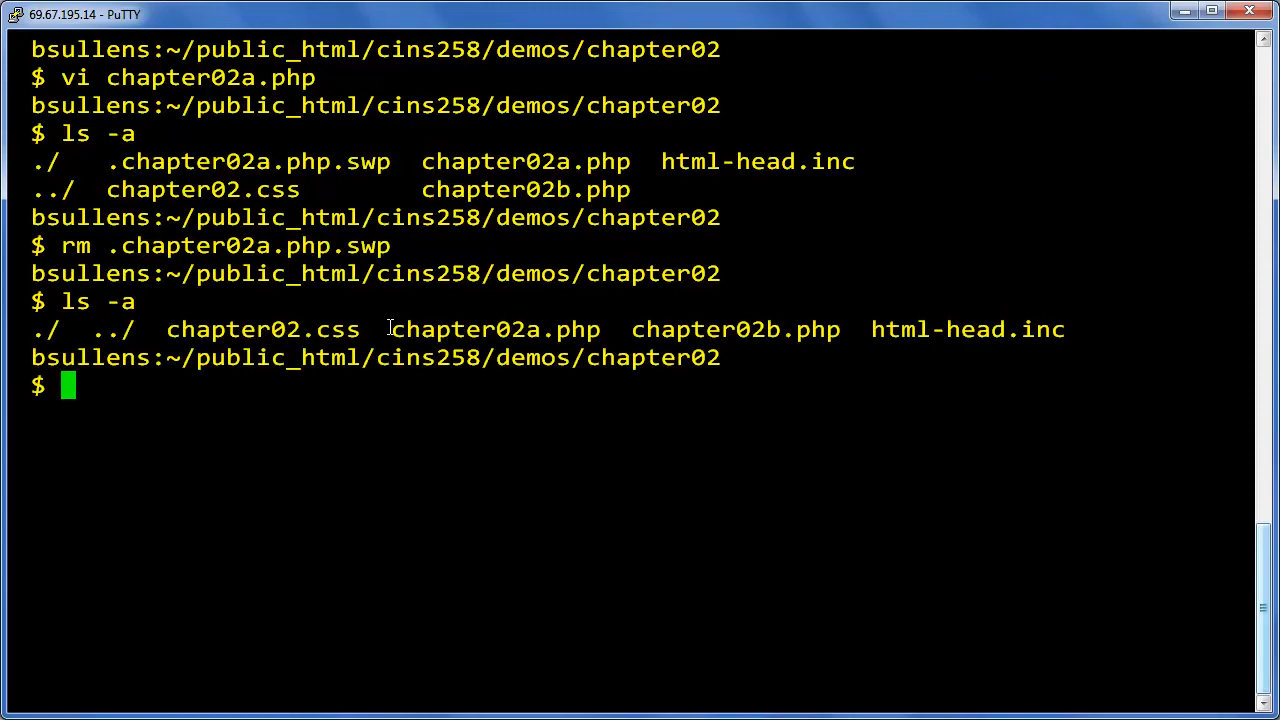 69.67.195.14 - PuTTY
bsullens:~/public_html/cins258/demos/chapter02
$ vi chapter02a.php
bsullens:~/public_html/cins258/demos/chapter02
$ ls -a
./   .chapter02a.php.swp  chapter02a.php  html-head.inc
../  chapter02.css        chapter02b.php
bsullens:~/public_html/cins258/demos/chapter02
$ rm .chapter02a.php.swp
bsullens:~/public_html/cins258/demos/chapter02
$ ls -a
./  ../  chapter02.css  chapter02a.php  chapter02b.php  html-head.inc
bsullens:~/public_html/cins258/demos/chapter02
$